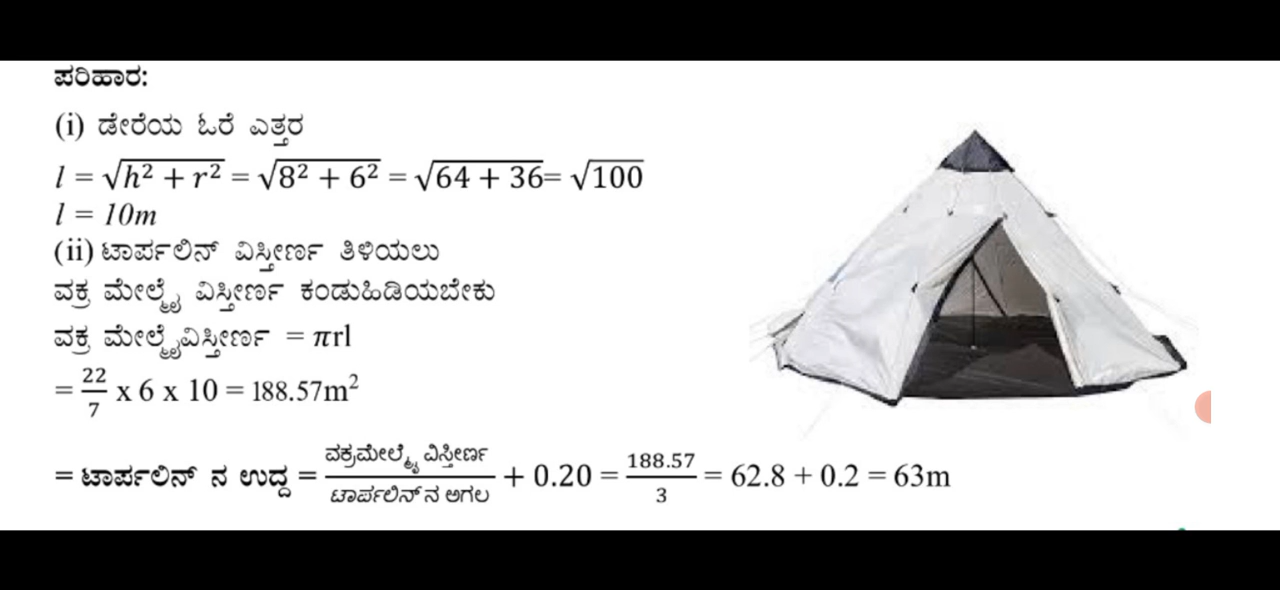 ಪರಿಹಾರ:
(i) ಡೇರೆಯ ಓರೆ ಎತ್ತರ
l = √h² + r² = √8² + 6² = √64 + 36= √100
l = 10m
(ii) ಟಾರ್ಪಲಿನ್ ವಿಸ್ತೀರ್ಣ ತಿಳಿಯಲು
ವಕ್ರ ಮೇಲ್ಮೈ ವಿಸ್ತೀರ್ಣ ಕಂಡುಹಿಡಿಯಬೇಕು
ವಕ್ರ ಮೇಲ್ಮೈವಿಸ್ತೀರ್ಣ = πrl
= 22/7 x 6 x 10 = 188.57m²
= ಟಾರ್ಪಲಿನ್ ನ ಉದ್ದ = ವಕ್ರಮೇಲ್ಮೈ ವಿಸ್ತೀರ್ಣ/ಟಾರ್ಪಲಿನ್ ನ ಅಗಲ + 0.20 = 188.57/3 = 62.8 + 0.2 = 63m